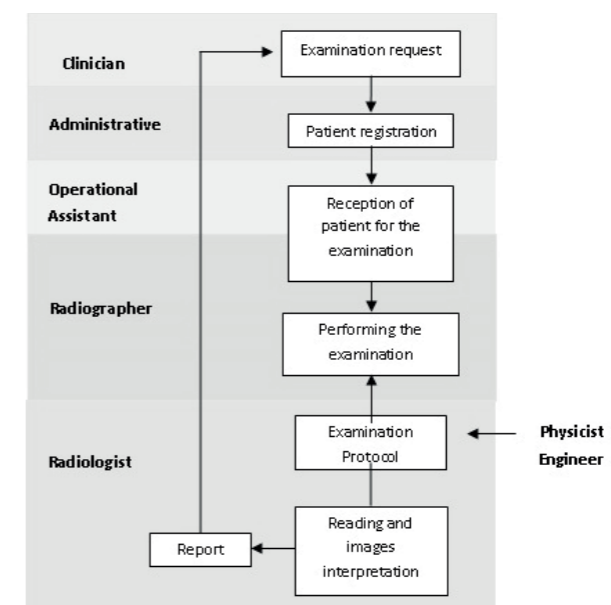 Clinician
Examination request
Administrative
Patient registration
Operational
Assistant
Reception of
patient for the
examination
Radiographer
Performing the
examination
Radiologist
Examination
Protocol
Physicist
Engineer
Reading and
images
interpretation
Report